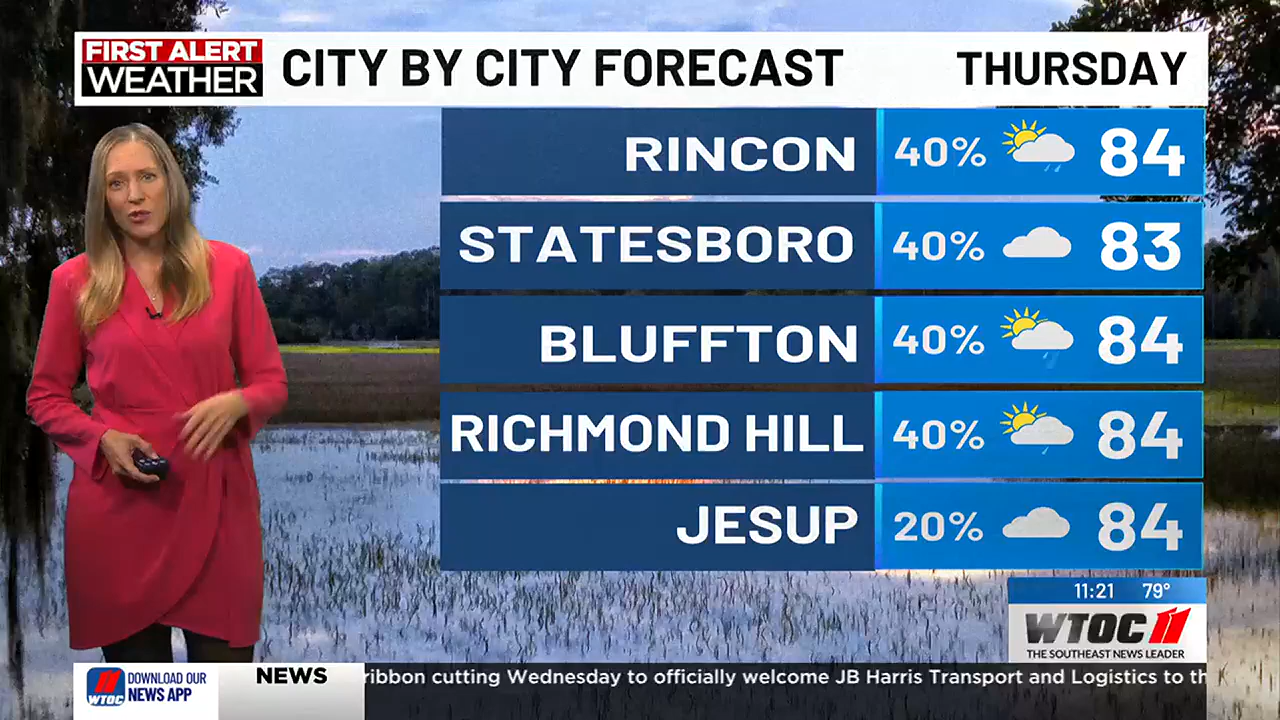 FIRST ALERT
WEATHER
CITY BY CITY FORECAST
THURSDAY
RINCON 40% 84
STATESBORO 40% 83
BLUFFTON 40% 84
RICHMOND HILL 40% 84
JESUP 20% 84
11:21 79°
WTOC 11
THE SOUTHEAST NEWS LEADER
11
WTOC
DOWNLOAD OUR
NEWS APP
NEWS
ribbon cutting Wednesday to officially welcome JB Harris Transport and Logistics to th